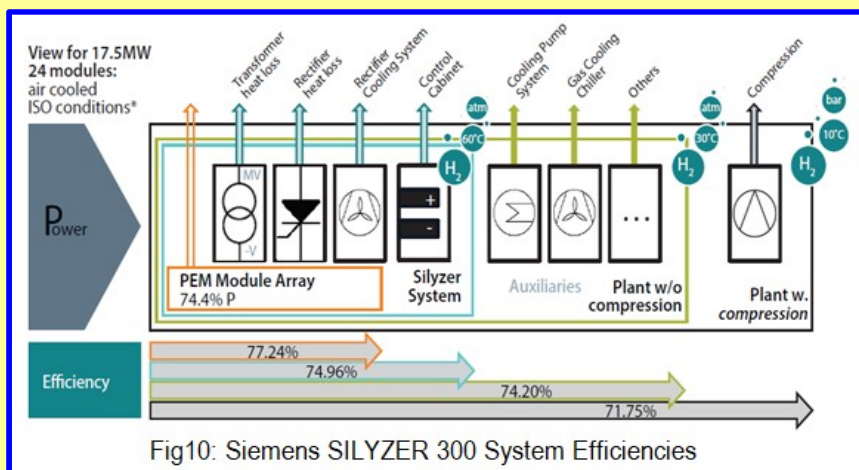 View for 17.5MW
24 modules:
air cooled
ISO conditions*
Transformer
heat loss
Rectifier
heat loss
Rectifier
Cooling System
Control
Cabinet
Cooling Pump
System
Gas Cooling
Chiller
Others
Compression
atm
60°C
H2
atm
30°C
H2
bar
10°C
H2
Power
MV
-V
+
-
...
PEM Module Array
74.4% P
Silyzer
System
Auxiliaries
Plant w/o
compression
Plant w.
compression
Efficiency
77.24%
74.96%
74.20%
71.75%
Fig10: Siemens SILYZER 300 System Efficiencies